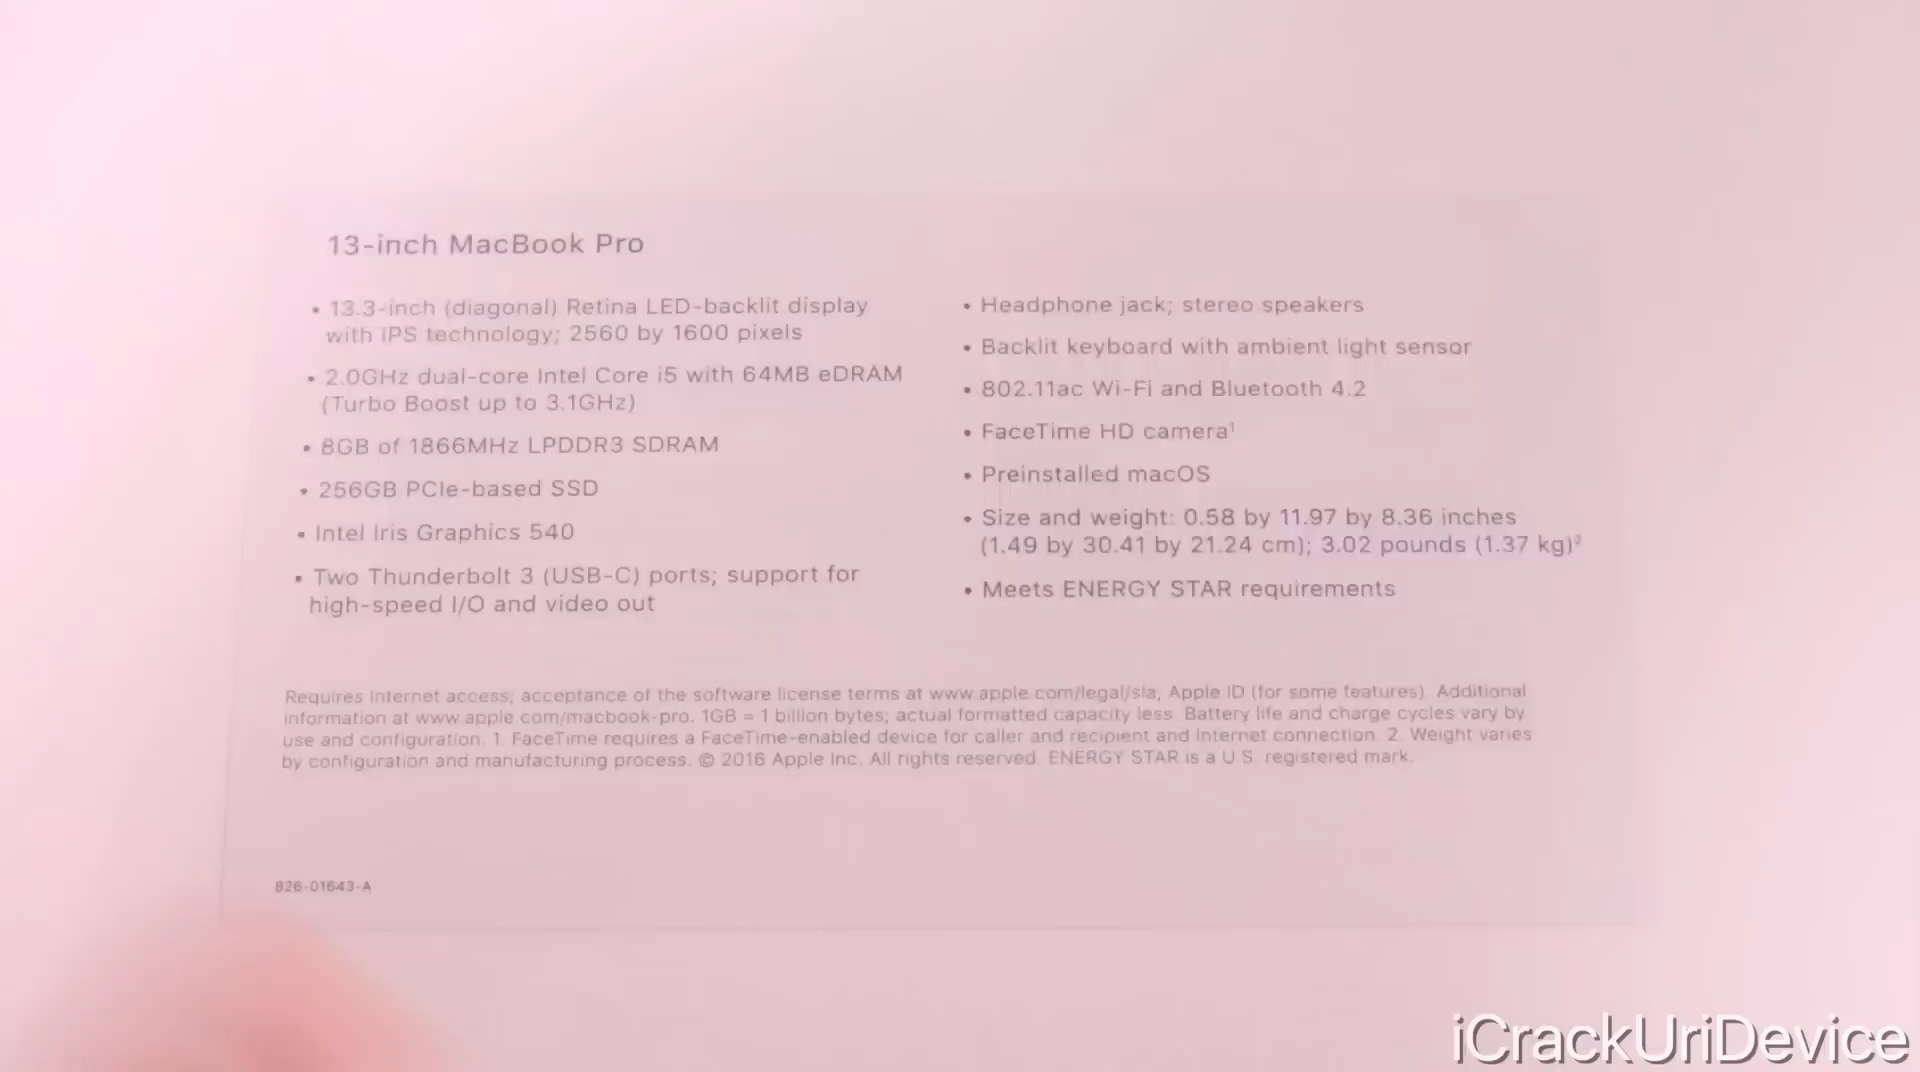 13-inch MacBook Pro
• 13.3-inch (diagonal) Retina LED-backlit display
with IPS technology; 2560 by 1600 pixels
• 2.0GHz dual-core Intel Core i5 with 64MB eDRAM
(Turbo Boost up to 3.1GHz)
• 8GB of 1866MHz LPDDR3 SDRAM
• 256GB PCIe-based SSD
• Intel Iris Graphics 540
• Two Thunderbolt 3 (USB-C) ports; support for
high-speed I/O and video out
• Headphone jack; stereo speakers
• Backlit keyboard with ambient light sensor
• 802.11ac Wi-Fi and Bluetooth 4.2
• FaceTime HD camera¹
• Preinstalled macOS
• Size and weight: 0.58 by 11.97 by 8.36 inches
(1.49 by 30.41 by 21.24 cm); 3.02 pounds (1.37 kg)²
• Meets ENERGY STAR requirements
Requires Internet access; acceptance of the software license terms at www.apple.com/legal/sla; Apple ID (for some features). Additional
information at www.apple.com/macbook-pro. 1GB = 1 billion bytes; actual formatted capacity less. Battery life and charge cycles vary by
use and configuration. 1. FaceTime requires a FaceTime-enabled device for caller and recipient and Internet connection. 2. Weight varies
by configuration and manufacturing process. © 2016 Apple Inc. All rights reserved. ENERGY STAR is a U.S. registered mark.
826-01643-A
iCrackUriDevice